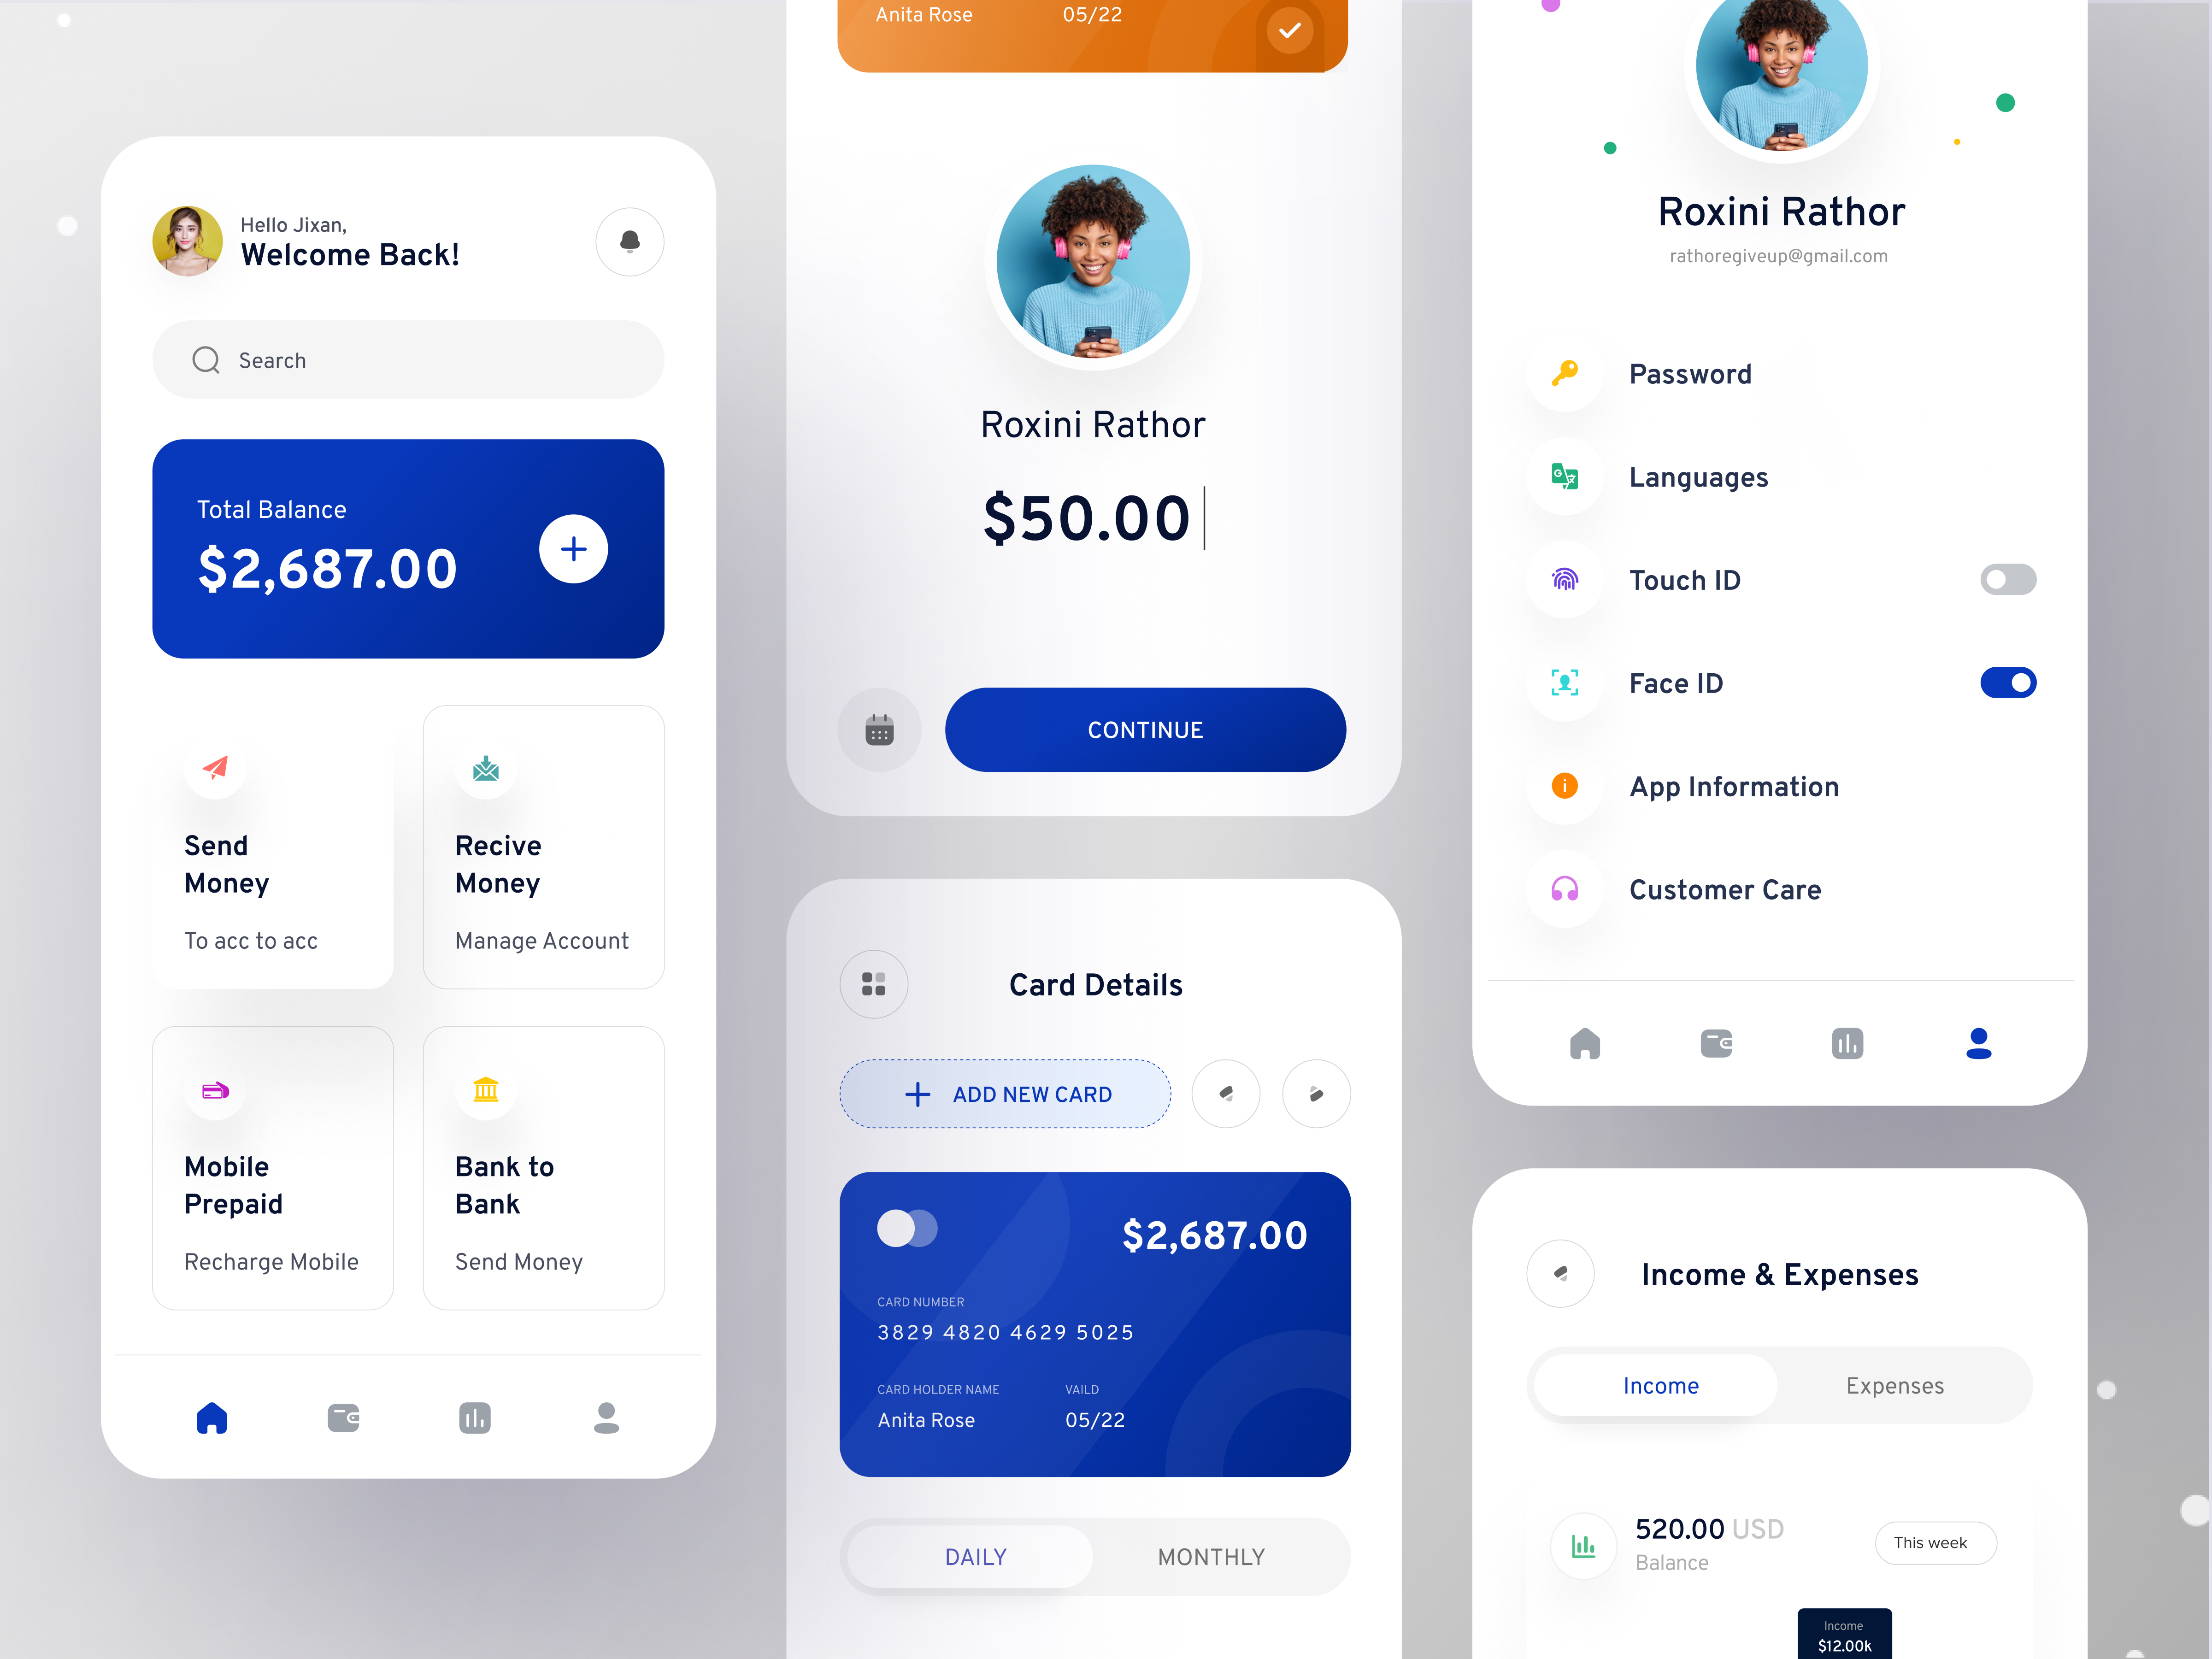 Hello Jixan,
Welcome Back!
Search
Total Balance
$2,687.00
Send
Money
To acc to acc
Recive
Money
Manage Account
Mobile
Prepaid
Recharge Mobile
Bank to
Bank
Send Money
Anita Rose
05/22
Roxini Rathor
$50.00
CONTINUE
Card Details
ADD NEW CARD
$2,687.00
CARD NUMBER
3829 4820 4629 5025
CARD HOLDER NAME
VAILD
Anita Rose
05/22
DAILY
MONTHLY
Roxini Rathor
rathoregiveup@gmail.com
Password
Languages
Touch ID
Face ID
App Information
Customer Care
Income & Expenses
Income
Expenses
520.00 USD
Balance
This week
Income
$12.00k